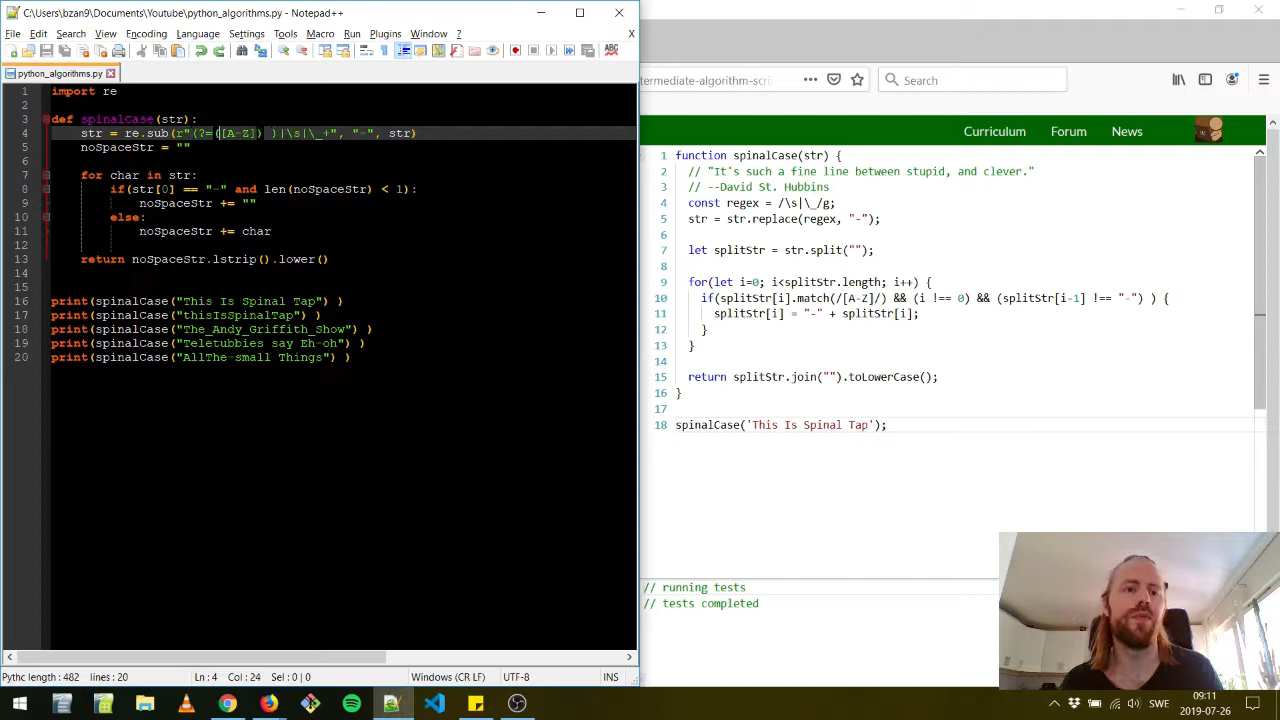 C:\Users\bzan9\Documents\Youtube\python_algorithms.py - Notepad++
File Edit Search View Encoding Language Settings Tools Macro Run Plugins Window ?
X
python_algorithms.py
1 import re
2
3 def spinalCase(str):
4 str = re.sub(r"(?=([A-Z]) )|\s|\_+", "-", str)
5 noSpaceStr = ""
6
7 for char in str:
8 if(str[0] == "-" and len(noSpaceStr) < 1):
9 noSpaceStr += ""
10 else:
11 noSpaceStr += char
12
13 return noSpaceStr.lstrip().lower()
14
15
16 print(spinalCase("This Is Spinal Tap") )
17 print(spinalCase("thisIsSpinalTap") )
18 print(spinalCase("The_Andy_Griffith_Show") )
19 print(spinalCase("Teletubbies say Eh-oh") )
20 print(spinalCase("AllThe-small Things") )
Pythc length: 482 lines: 20 Ln: 4 Col: 24 Sel: 0 | 0 Windows (CR LF) UTF-8 INS
termediate-algorithm-scri
Search
Curriculum Forum News
1 function spinalCase(str) {
2 // "It's such a fine line between stupid, and clever."
3 // --David St. Hubbins
4 const regex = /\s|\_/g;
5 str = str.replace(regex, "-");
6
7 let splitStr = str.split("");
8
9 for(let i=0; i<splitStr.length; i++) {
10 if(splitStr[i].match(/[A-Z]/) && (i !== 0) && (splitStr[i-1] !== "-") ) {
11 splitStr[i] = "-" + splitStr[i];
12 }
13 }
14
15 return splitStr.join("").toLowerCase();
16 }
17
18 spinalCase('This Is Spinal Tap');
// running tests
// tests completed
SWE
09:11
2019-07-26